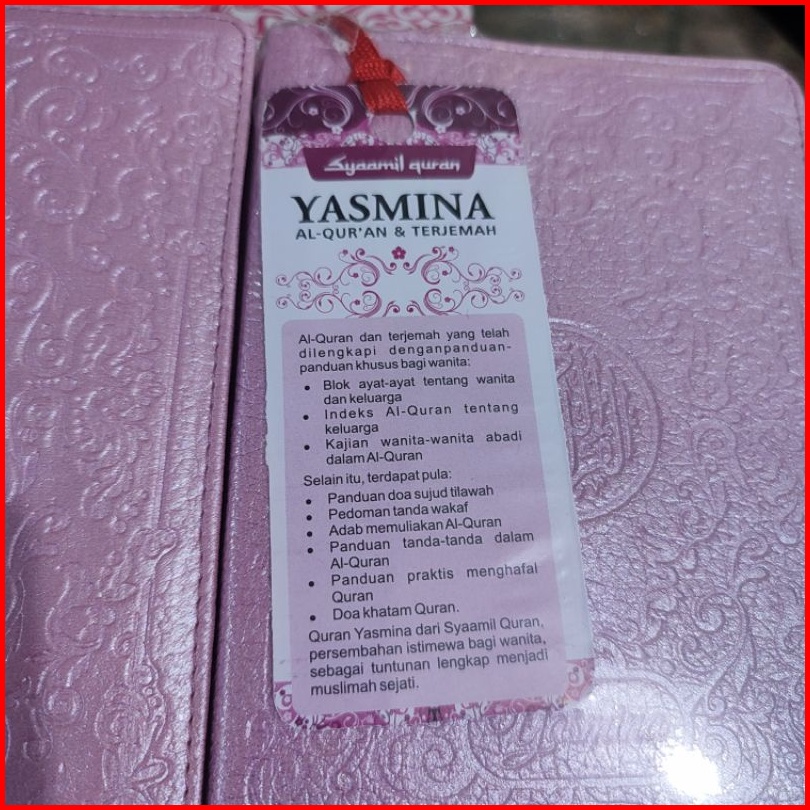 Syaamil quran
YASMINA
AL-QUR'AN & TERJEMAH
Al-Quran dan terjemah yang telah
dilengkapi denganpanduan-
panduan khusus bagi wanita:
• Blok ayat-ayat tentang wanita
dan keluarga
• Indeks Al-Quran tentang
keluarga
• Kajian wanita-wanita abadi
dalam Al-Quran
Selain itu, terdapat pula:
• Panduan doa sujud tilawah
• Pedoman tanda wakaf
• Adab memuliakan Al-Quran
• Panduan tanda-tanda dalam
Al-Quran
• Panduan praktis menghafal
Quran
• Doa khatam Quran.
Quran Yasmina dari Syaamil Quran,
persembahan istimewa bagi wanita,
sebagai tuntunan lengkap menjadi
muslimah sejati.
Yasmina